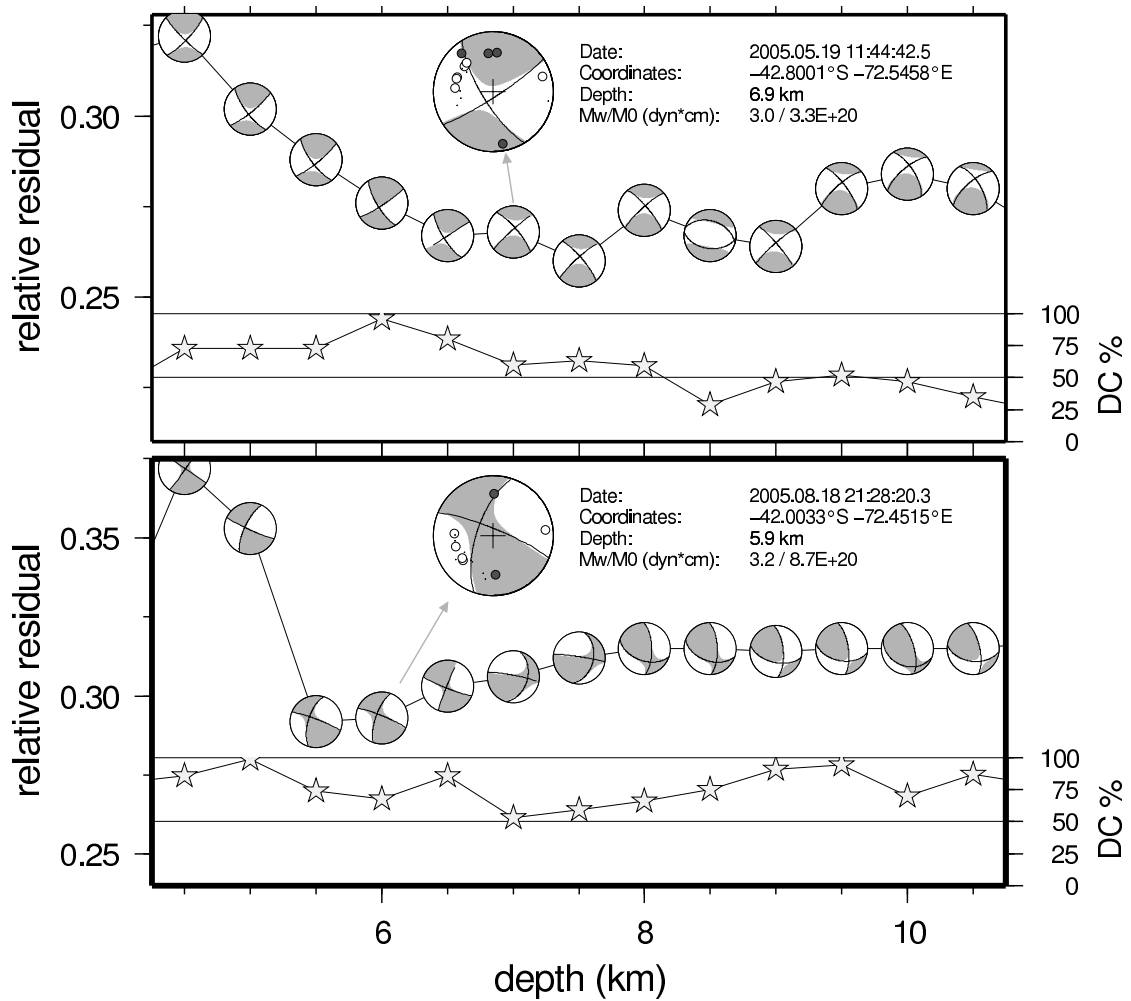 Date: 2005.05.19 11:44:42.5
Coordinates: −42.8001°S −72.5458°E
Depth: 6.9 km
Mw/M0 (dyn*cm): 3.0 / 3.3E+20
relative residual
0.30
0.25
100
75
50
25
0
DC %
Date: 2005.08.18 21:28:20.3
Coordinates: −42.0033°S −72.4515°E
Depth: 5.9 km
Mw/M0 (dyn*cm): 3.2 / 8.7E+20
relative residual
0.35
0.30
0.25
100
75
50
25
0
DC %
6 8 10
depth (km)